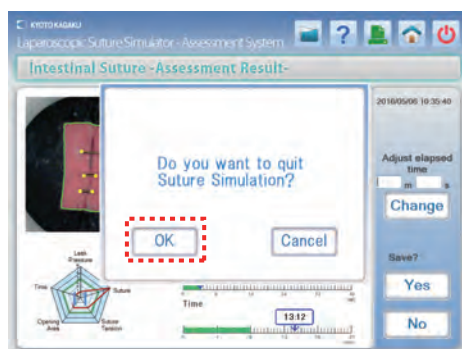 KYOTO KAGAKU
Laparoscopic Suture Simulator - Assessment System
?
Intestinal Suture -Assessment Result-
2016/05/06 10:35:40
Do you want to quit
Suture Simulation?
OK
Cancel
Adjust elapsed
time
m
s
Change
Save?
Yes
No
Leak
Pressure
Time
Suture
Opening
Area
Suture
Tension
Time
13:12